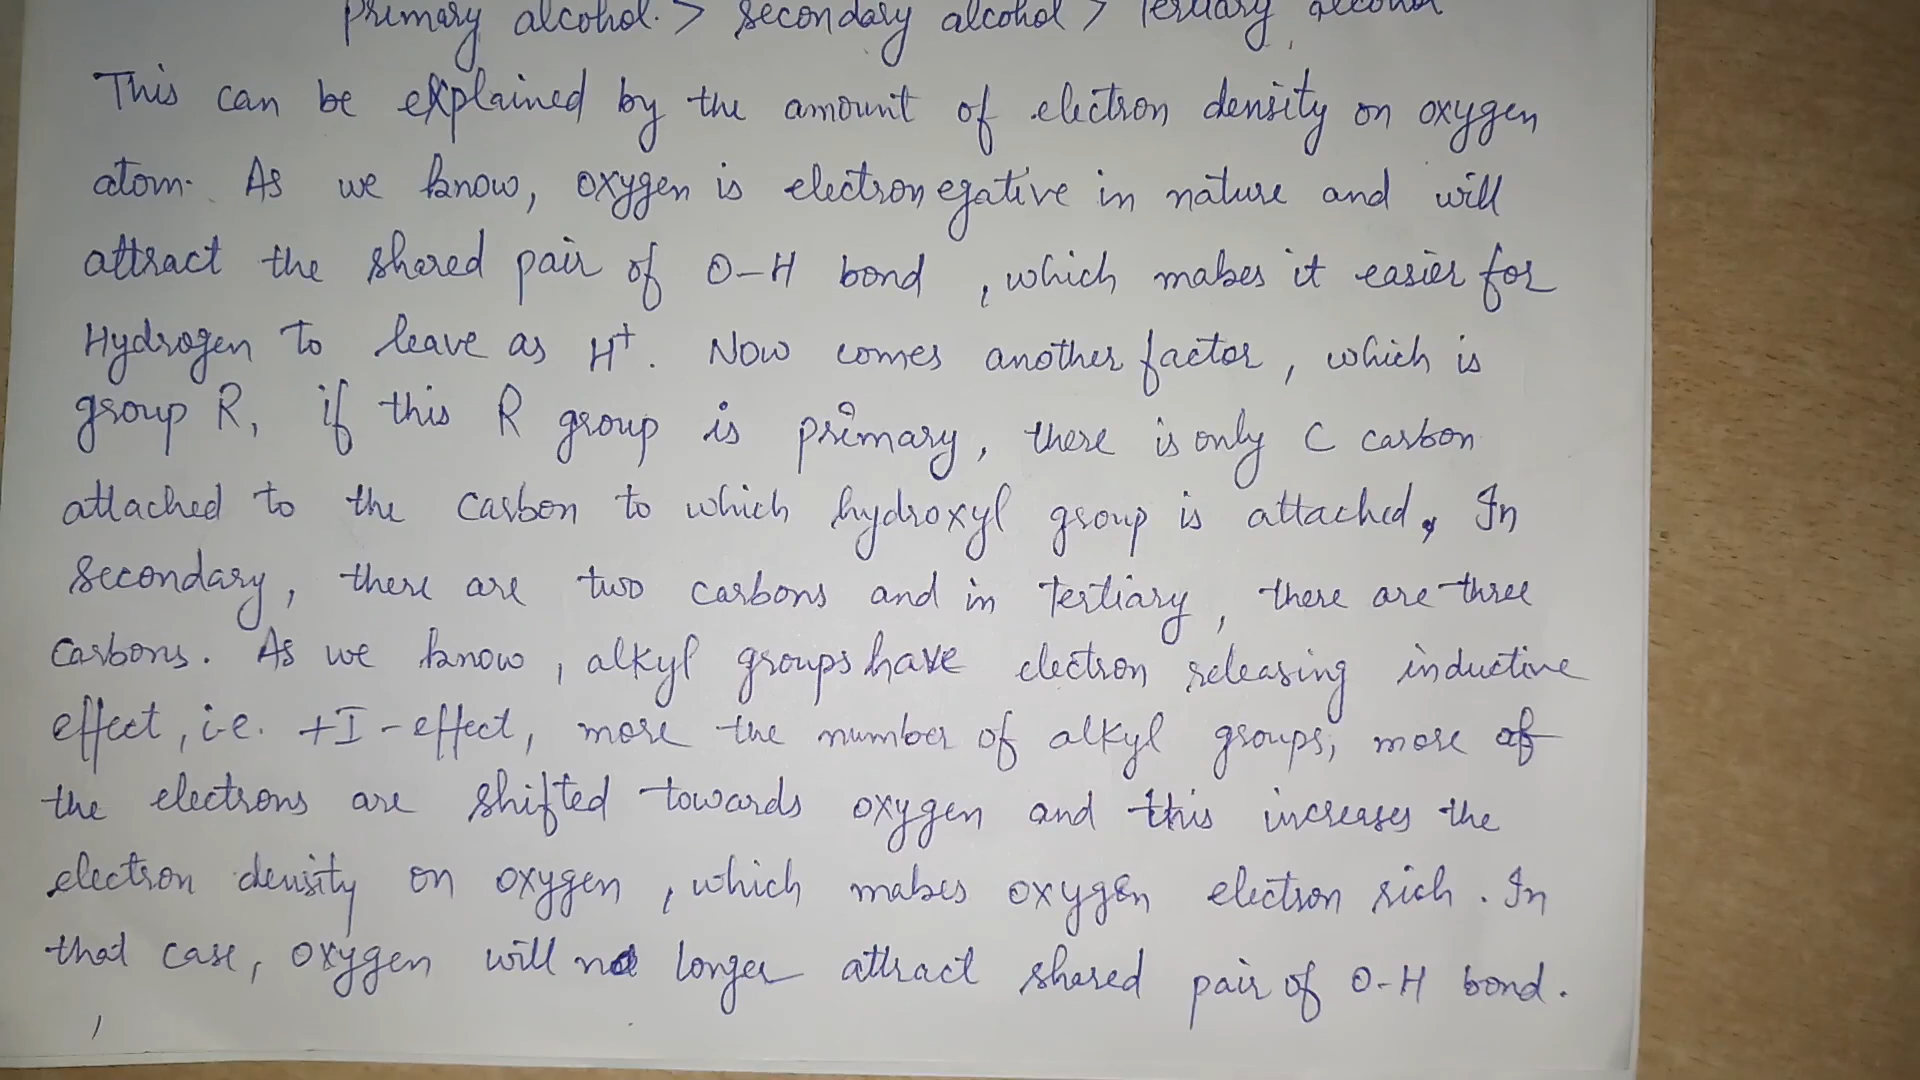 primary alcohol. > secondary alcohol > Tertiary alcohol
This can be explained by the amount of electron density on oxygen
atom. As we know, oxygen is electronegative in nature and will
attract the shared pair of O-H bond , which makes it easier for
Hydrogen to leave as H+. Now comes another factor, which is
group R, if this R group is primary, there is only C carbon
attached to the carbon to which hydroxyl group is attached, In
secondary, there are two carbons and in Tertiary, there are three
carbons. As we know, alkyl groups have electron releasing inductive
effect, i.e. +I-effect, more the number of alkyl groups, more of
the electrons are shifted towards oxygen and this increases the
electron density on oxygen , which makes oxygen electron rich. In
that case, oxygen will no longer attract shared pair of O-H bond.